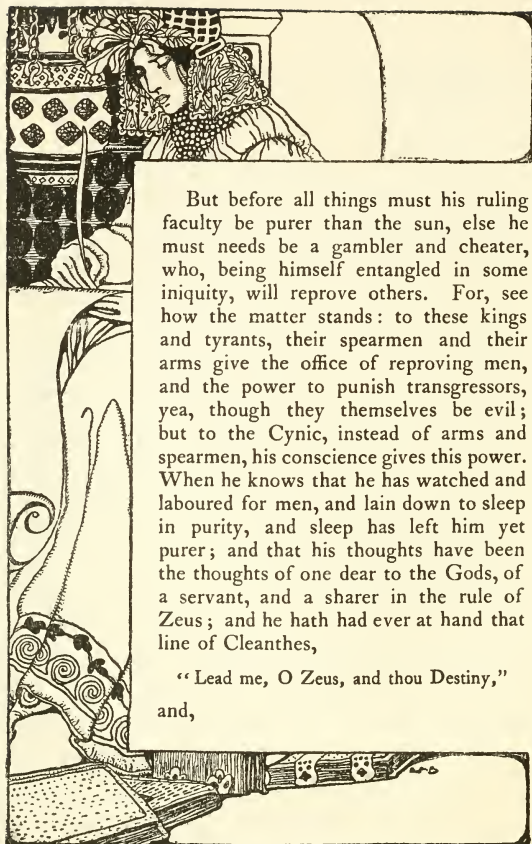 But before all things must his ruling
faculty be purer than the sun, else he
must needs be a gambler and cheater,
who, being himself entangled in some
iniquity, will reprove others. For, see
how the matter stands: to these kings
and tyrants, their spearmen and their
arms give the office of reproving men,
and the power to punish transgressors,
yea, though they themselves be evil;
but to the Cynic, instead of arms and
spearmen, his conscience gives this power.
When he knows that he has watched and
laboured for men, and lain down to sleep
in purity, and sleep has left him yet
purer; and that his thoughts have been
the thoughts of one dear to the Gods, of
a servant, and a sharer in the rule of
Zeus; and he hath had ever at hand that
line of Cleanthes,
“Lead me, O Zeus, and thou Destiny,”
and,